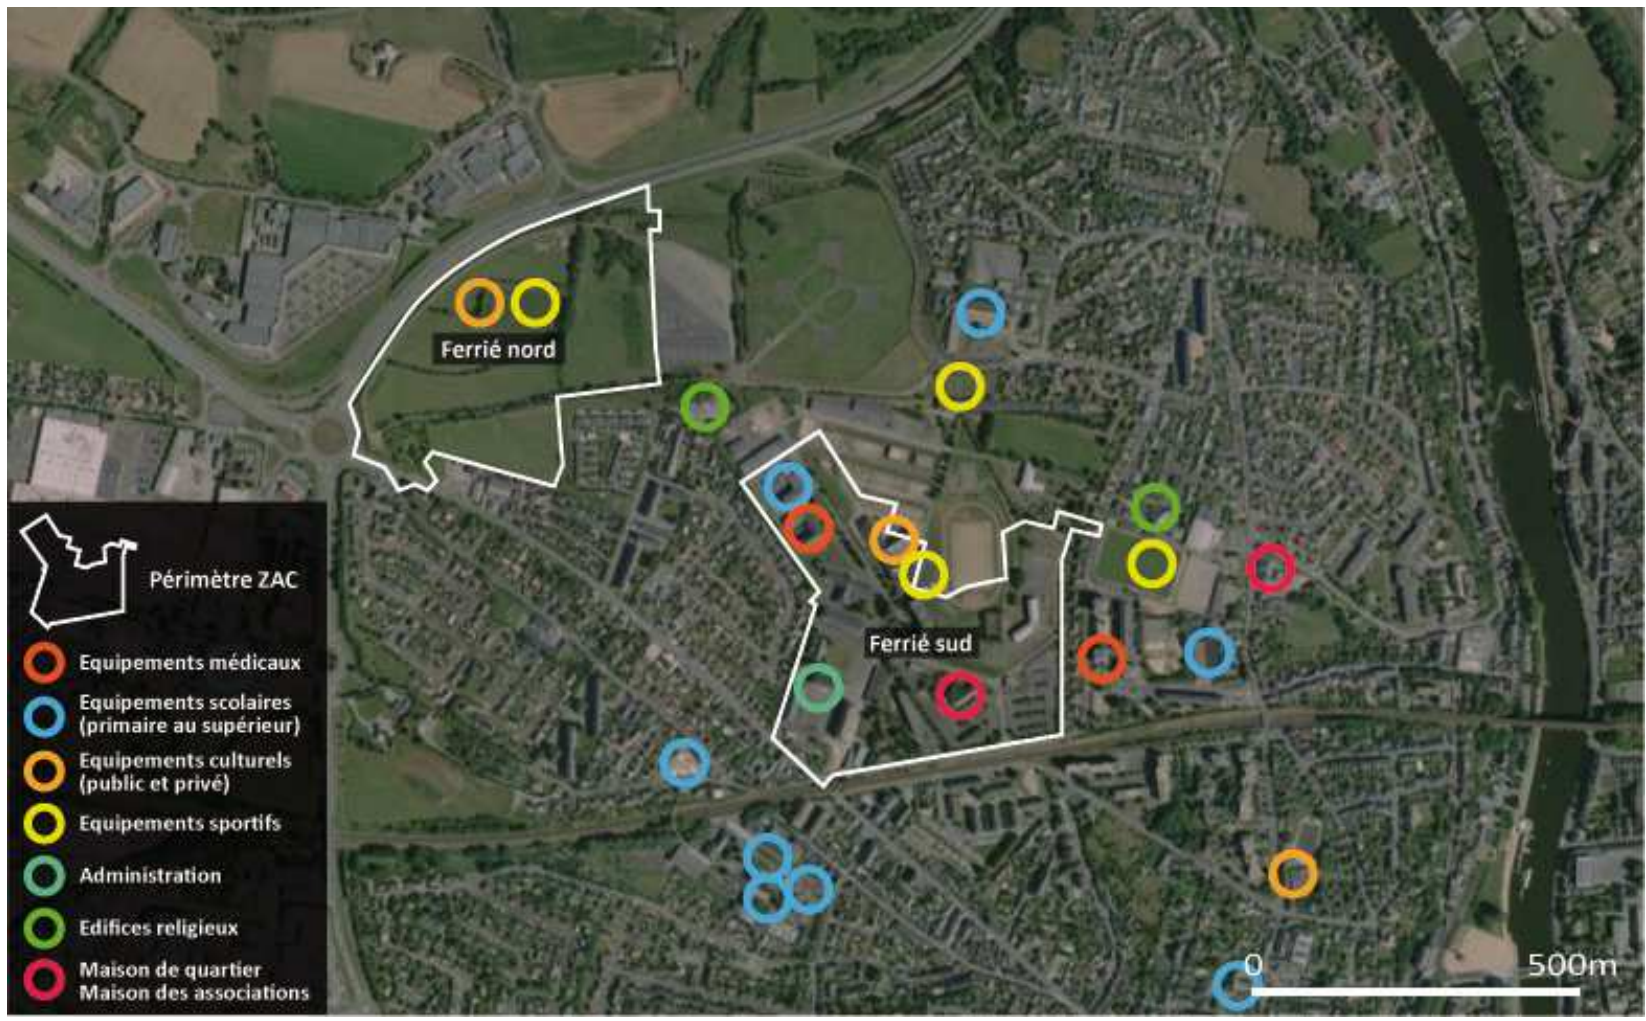 Ferrié nord
Ferrié sud
Périmètre ZAC
Equipements médicaux
Equipements scolaires
(primaire au supérieur)
Equipements culturels
(public et privé)
Equipements sportifs
Administration
Edifices religieux
Maison de quartier
Maison des associations
0 500m